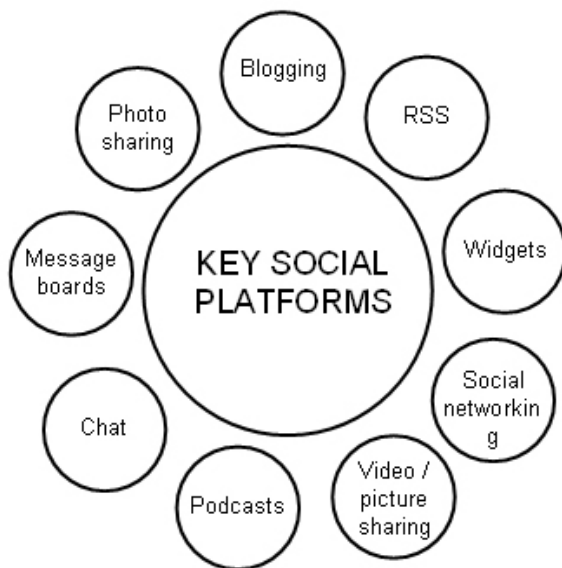 Blogging
RSS
Widgets
Social
networkin
g
Video /
picture
sharing
Podcasts
Chat
Message
boards
Photo
sharing
KEY SOCIAL
PLATFORMS